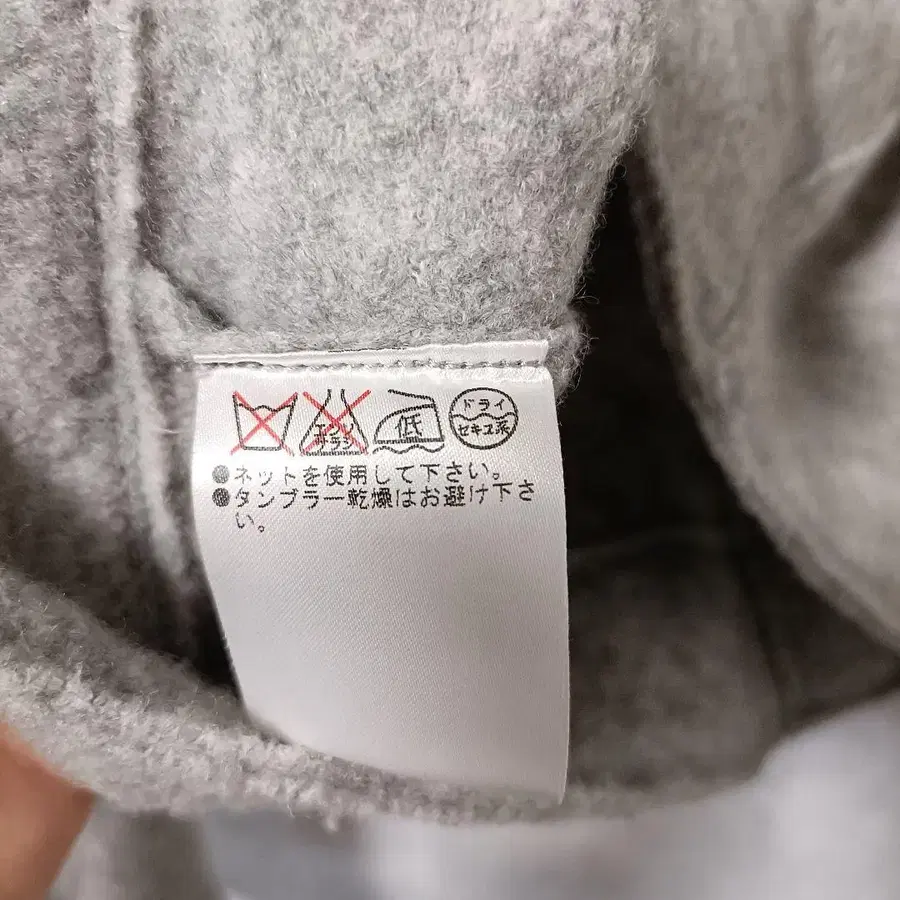 エンソ サラシ 低 ドライ セキユ系
●ネットを使用して下さい。
●タンブラー乾燥はお避け下さ
い。